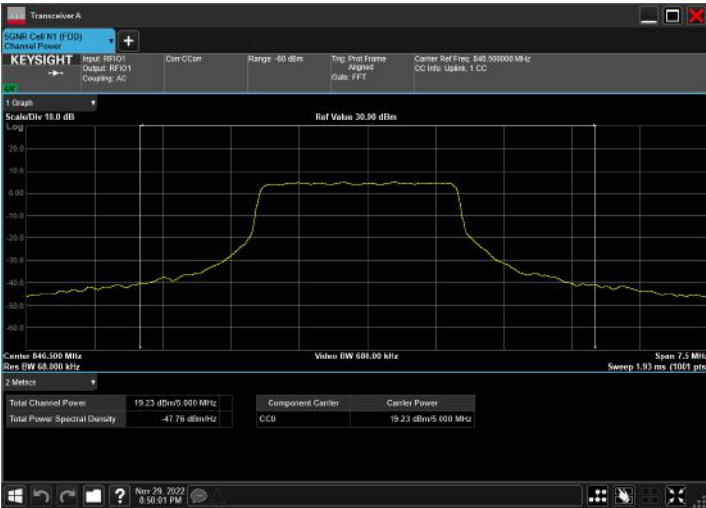 Transceiver A
5GNR Cell N1 (FDD)
Channel Power
+
KEYSIGHT
Input: RFIO1
Output: RFIO1
Coupling: AC
Corr CCorr
Range: -60 dBm
Trig: Prot Frame
Aligned
Gate: FFT
Carrier Ref Freq: 846.500000 MHz
CC Info: Uplink, 1 CC
1 Graph
Scale/Div 10.0 dB
Ref Value 30.00 dBm
Log
20.0
10.0
0.00
-10.0
-20.0
-30.0
-40.0
-50.0
-60.0
Center 846.500 MHz
Video BW 680.00 kHz
Span 7.5 MHz
Res BW 68.000 kHz
Sweep 1.93 ms (1001 pts
2 Metrics
Total Channel Power 19.23 dBm/5.000 MHz
Total Power Spectral Density -47.76 dBm/Hz
Component Carrier Carrier Power
CC0 19.23 dBm/5.000 MHz
?
Nov 29, 2022
8:50:01 PM